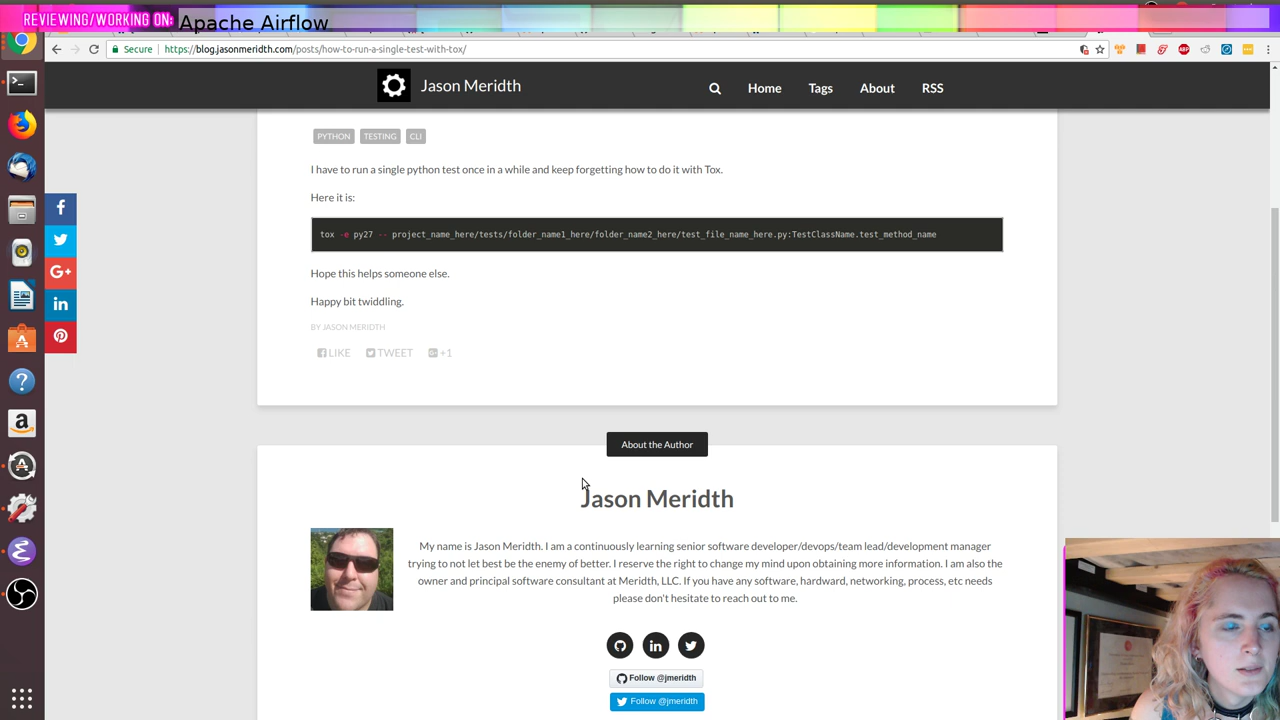 REVIEWING/WORKING ON: Apache Airflow
Secure https://blog.jasonmeridth.com/posts/how-to-run-a-single-test-with-tox/
Jason Meridth Home Tags About RSS
PYTHON TESTING CLI
I have to run a single python test once in a while and keep forgetting how to do it with Tox.
Here it is:
tox -e py27 -- project_name_here/tests/folder_name1_here/folder_name2_here/test_file_name_here.py:TestClassName.test_method_name
Hope this helps someone else.
Happy bit twiddling.
BY JASON MERIDTH
LIKE TWEET +1
About the Author
Jason Meridth
My name is Jason Meridth. I am a continuously learning senior software developer/devops/team lead/development manager
trying to not let best be the enemy of better. I reserve the right to change my mind upon obtaining more information. I am also the
owner and principal software consultant at Meridth, LLC. If you have any software, hardware, networking, process, etc needs
please don't hesitate to reach out to me.
Follow @jmeridth
Follow @jmeridth